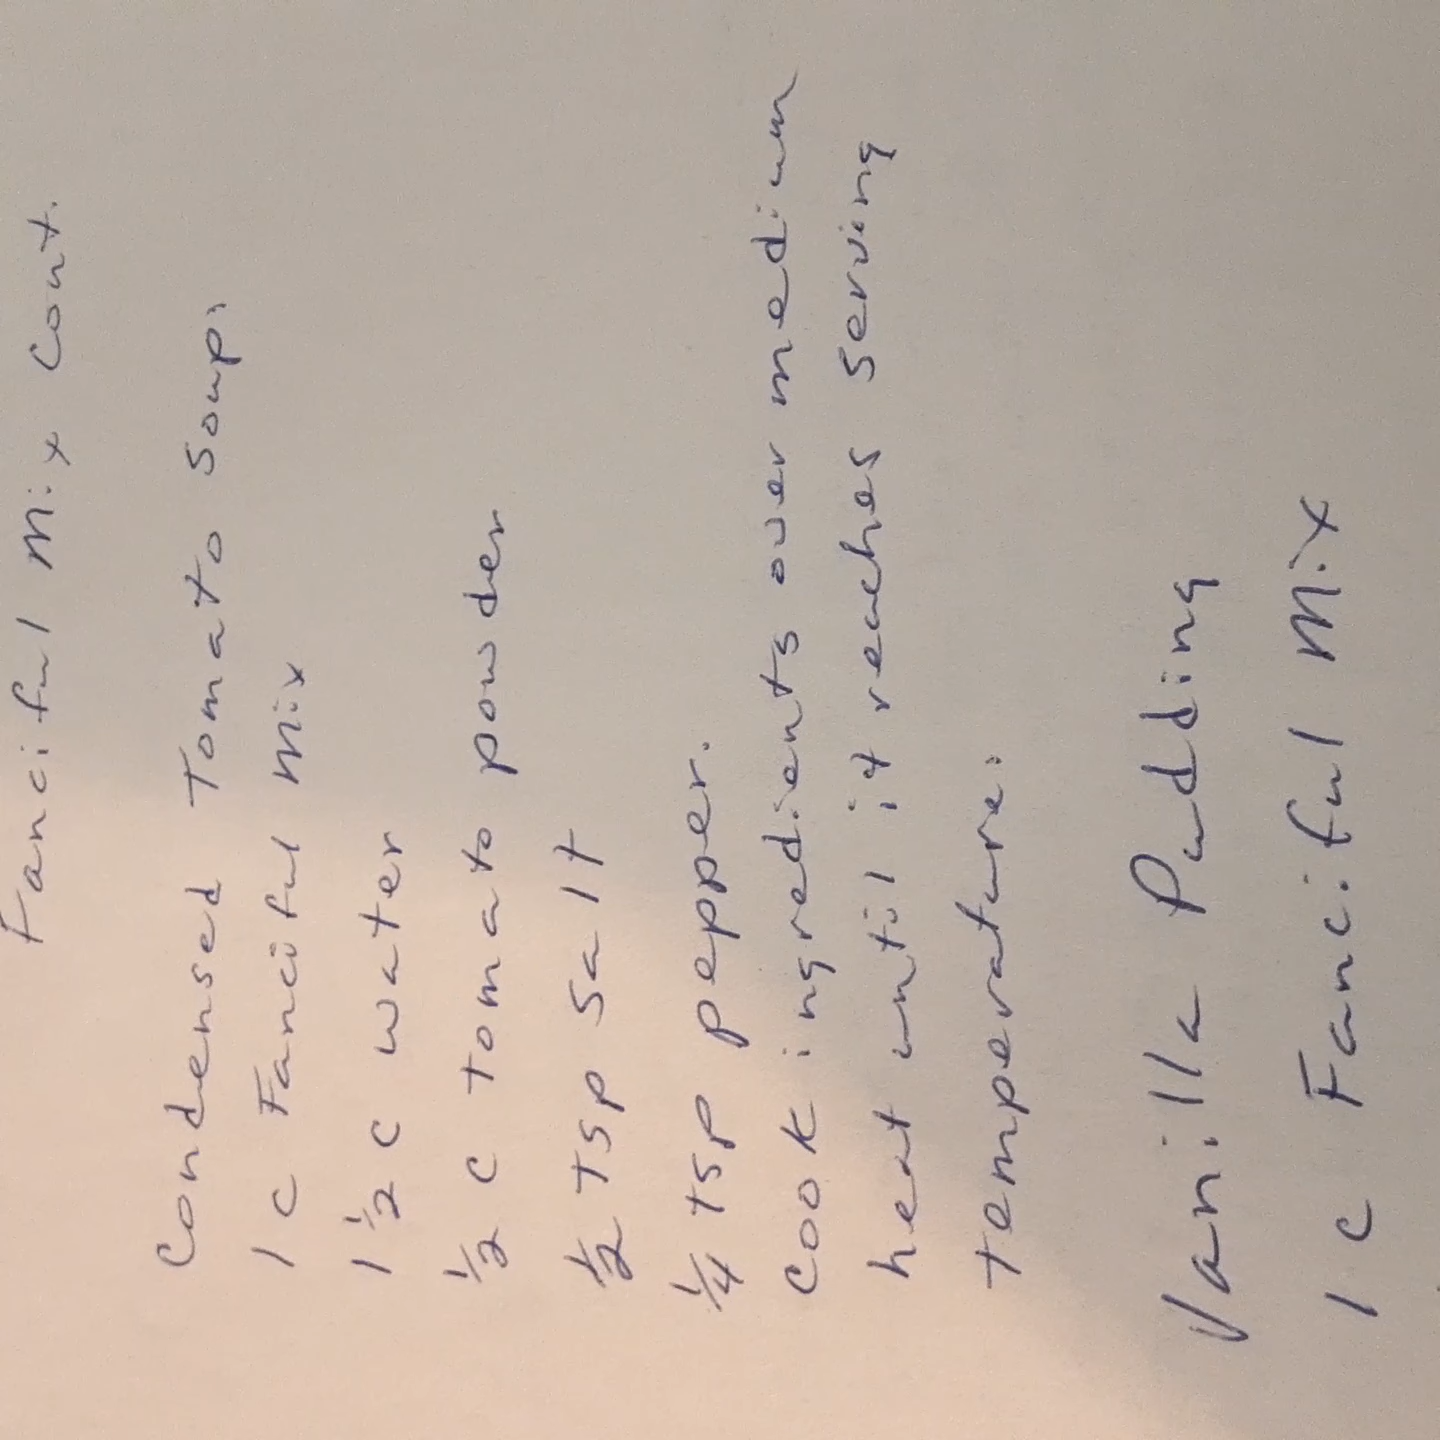 Fanciful Mix Cont.
Condensed Tomato Soup.
1 c Fanciful Mix
1 1/2 c water
1/2 c tomato powder
1/2 tsp salt
1/4 tsp pepper.
Cook ingredients over medium
heat until it reaches serving
temperature.
Vanilla Pudding
1 c Fanciful Mix